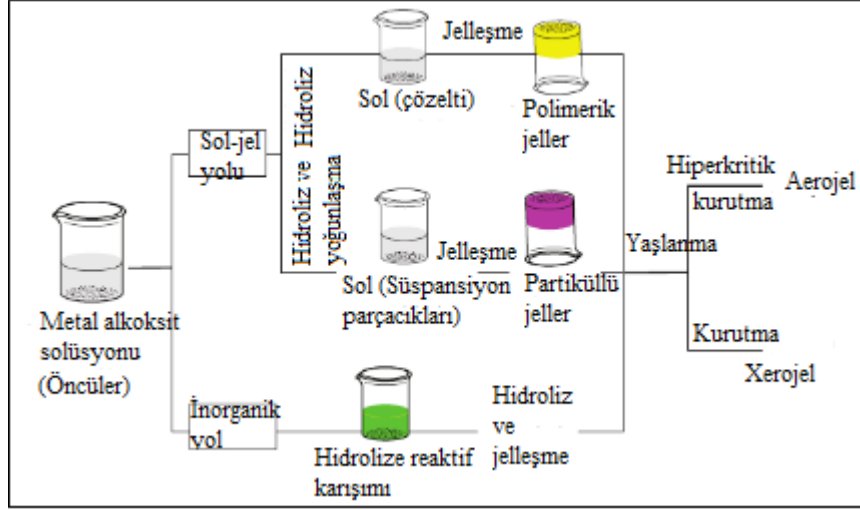 Metal alkoksit
solüsyonu
(Öncüler)
Sol-jel
yolu
İnorganik
yol
Hidroliz ve Hidroliz
yoğunlaşma
Jelleşme
Sol (çözelti)
Polimerik
jeller
Jelleşme
Sol (Süspansiyon
parçacıkları)
Partiküllü
jeller
Hidrolize reaktif
karışımı
Hidroliz
ve
jelleşme
Yaşlanma
Hiperkritik
kurutma
Aerojel
Kurutma
Xerojel